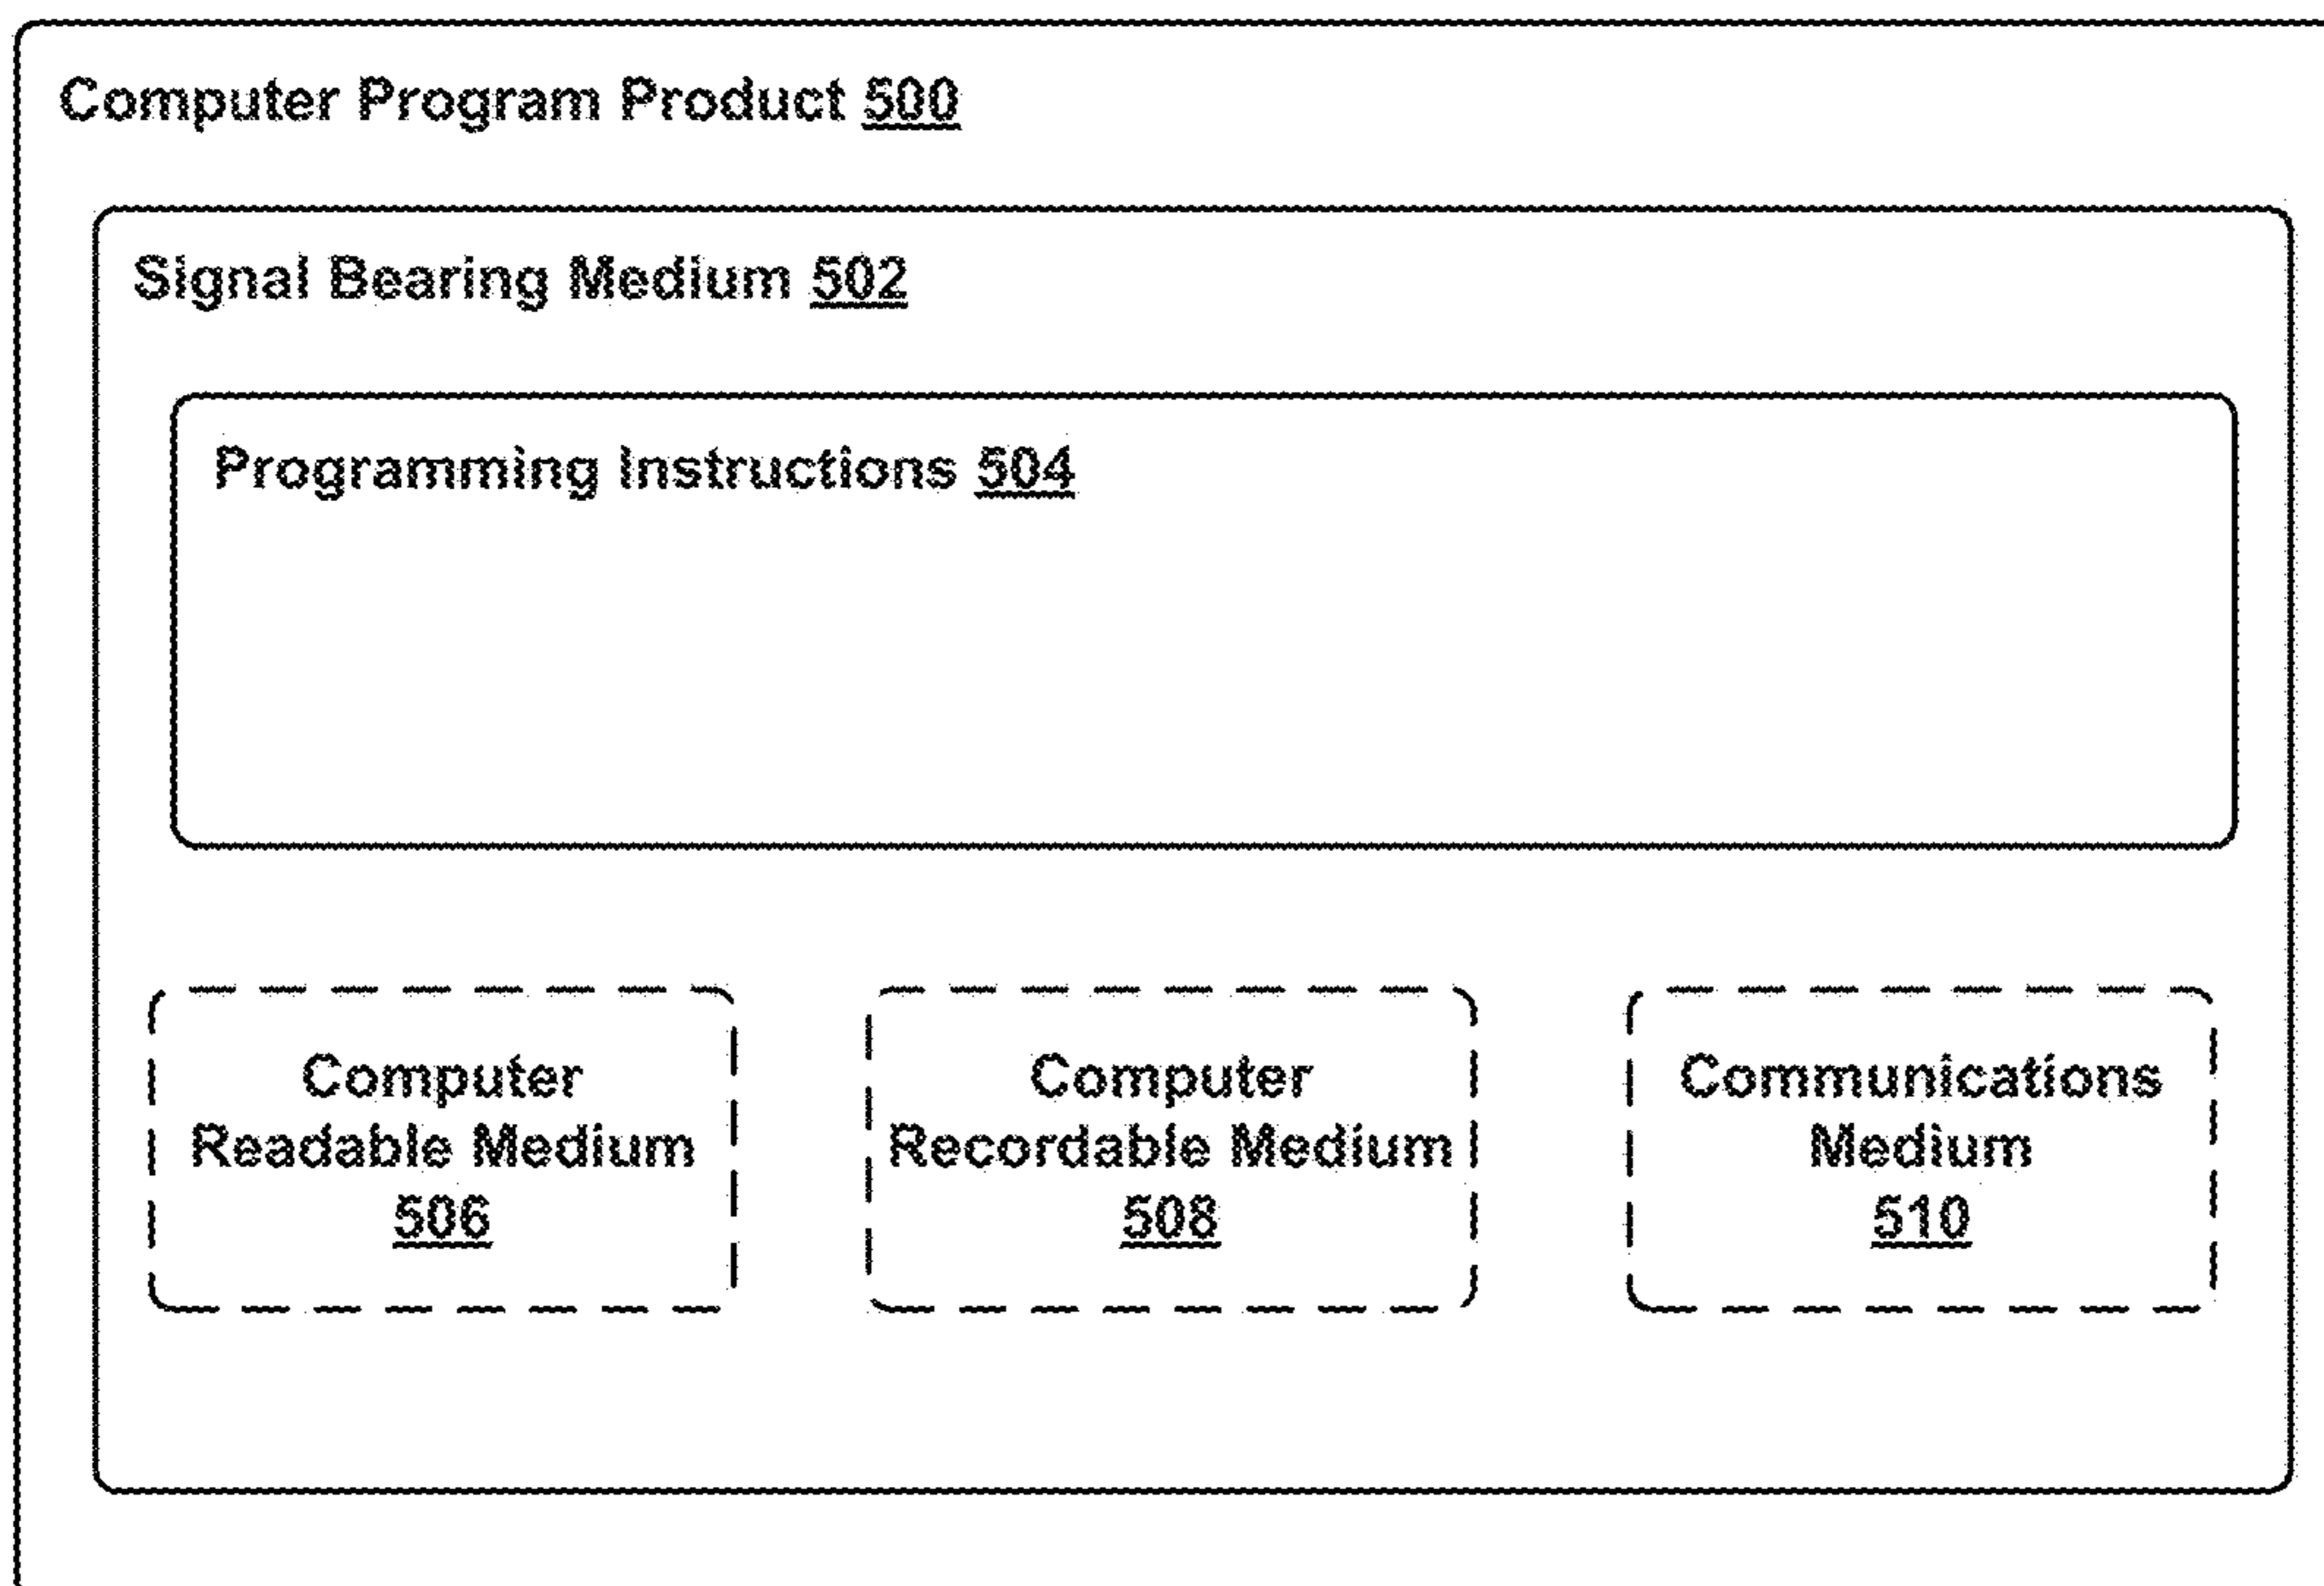 Computer Program Product 500
Signal Bearing Medium 502
Programming Instructions 504
Computer
Readable Medium
506
Computer
Recordable Medium
508
Communications
Medium
510